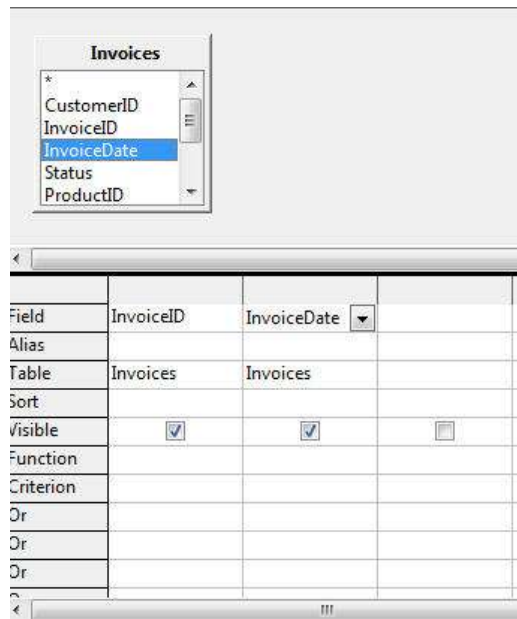 Invoices
*
CustomerID
InvoiceID
InvoiceDate
Status
ProductID
Field InvoiceID InvoiceDate
Alias
Table Invoices Invoices
Sort
Visible
Function
Criterion
Or
Or
Or